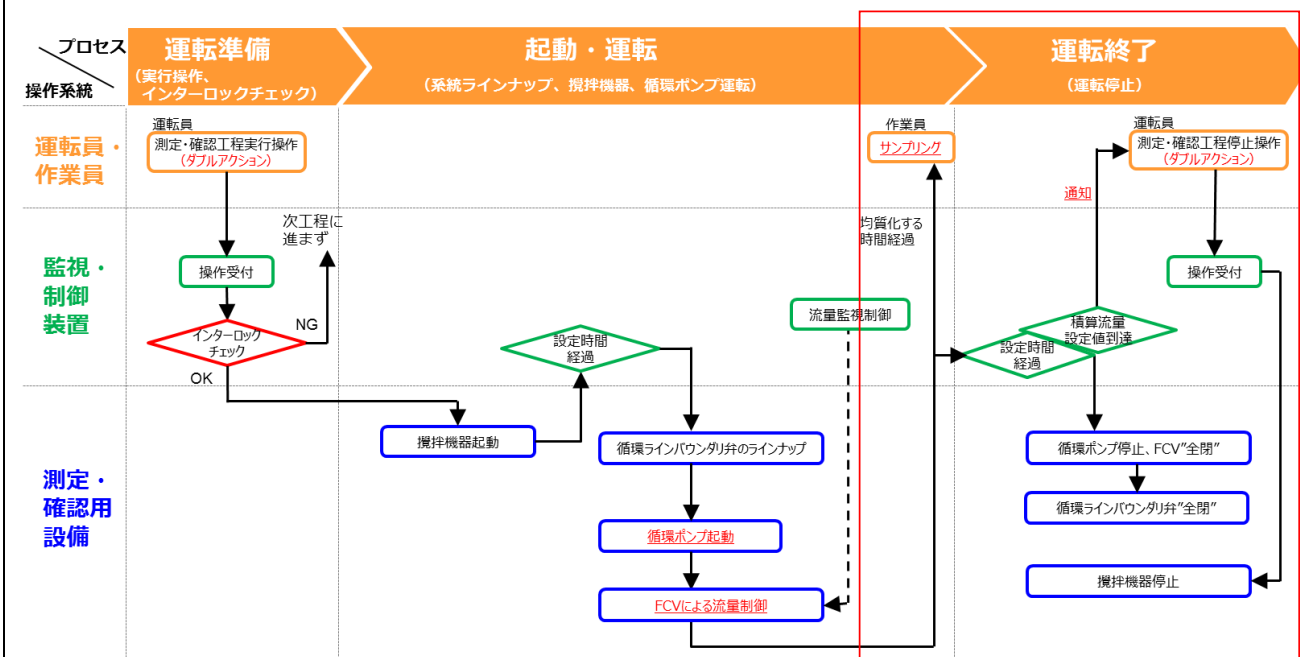 プロセス
操作系統
運転準備
(実行操作、
インターロックチェック)
起動・運転
(系統ラインナップ、攪拌機器、循環ポンプ運転)
運転終了
(運転停止)
運転員・
作業員
運転員
測定・確認工程実行操作
(ダブルアクション)
作業員
サンプリング
運転員
測定・確認工程停止操作
(ダブルアクション)
通知
監視・
制御
装置
次工程に
進まず
均質化する
時間経過
操作受付
操作受付
流量監視制御
インターロック
チェック
NG
OK
設定時間
経過
積算流量
設定値到達
設定時間
経過
測定・
確認用
設備
攪拌機器起動
循環ラインバウンダリ弁のラインナップ
循環ポンプ起動
FCVによる流量制御
循環ポンプ停止、FCV"全閉"
循環ラインバウンダリ弁"全閉"
攪拌機器停止